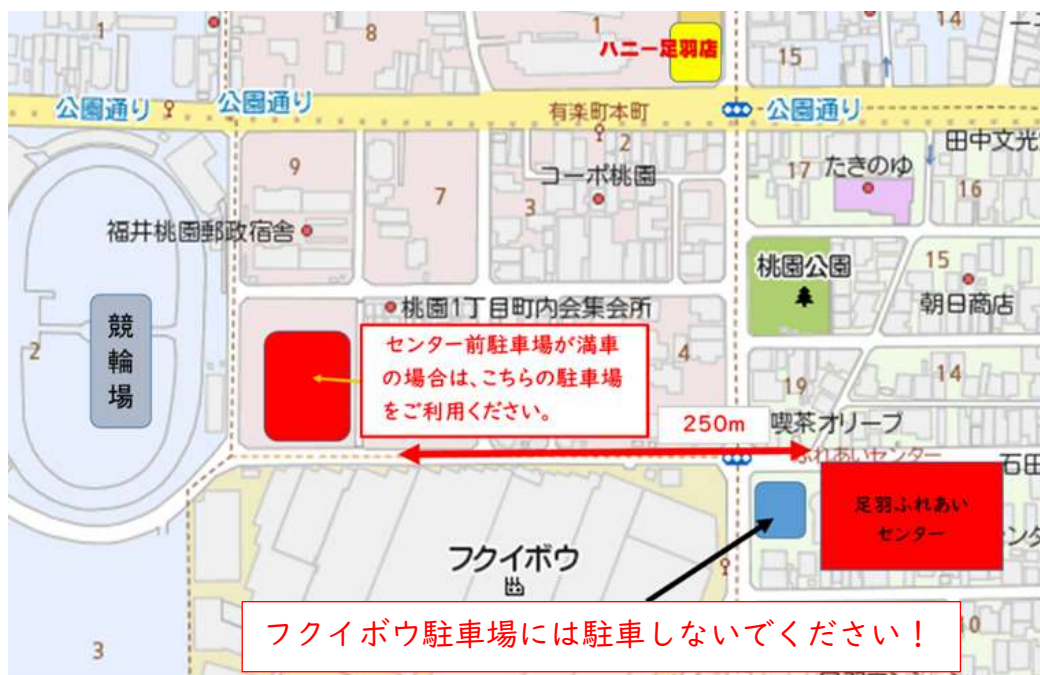 1
8
1
ハニー足羽店
14
15
公園通り
公園通り
有楽町本町
公園通り
2
9
7
3
コーポ桃園
17
たきのゆ
16
田中文光
福井桃園郵政宿舎
桃園公園
15
朝日商店
競輪場
2
桃園1丁目町内会集会所
センター前駐車場が満車
の場合は、こちらの駐車場
をご利用ください。
4
19
14
250m
喫茶オリーブ
ふれあいセンター
石田
足羽ふれあい
センター
ンタ
フクイボウ
フクイボウ駐車場には駐車しないでください!
3